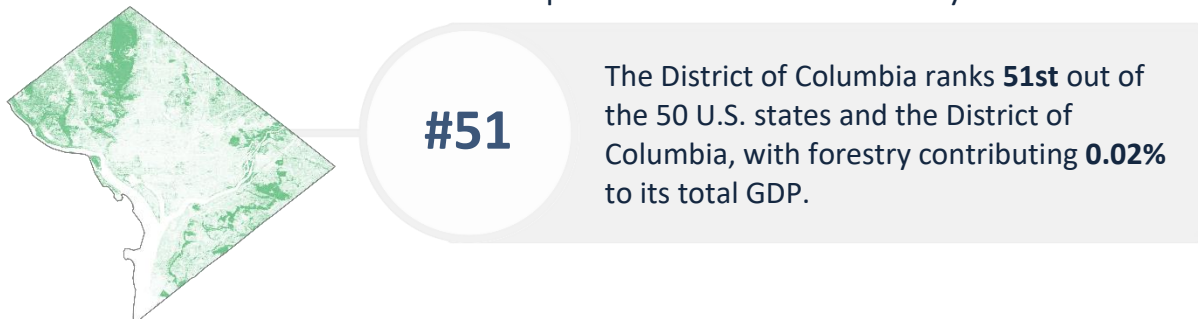 #51
The District of Columbia ranks 51st out of
the 50 U.S. states and the District of
Columbia, with forestry contributing 0.02%
to its total GDP.